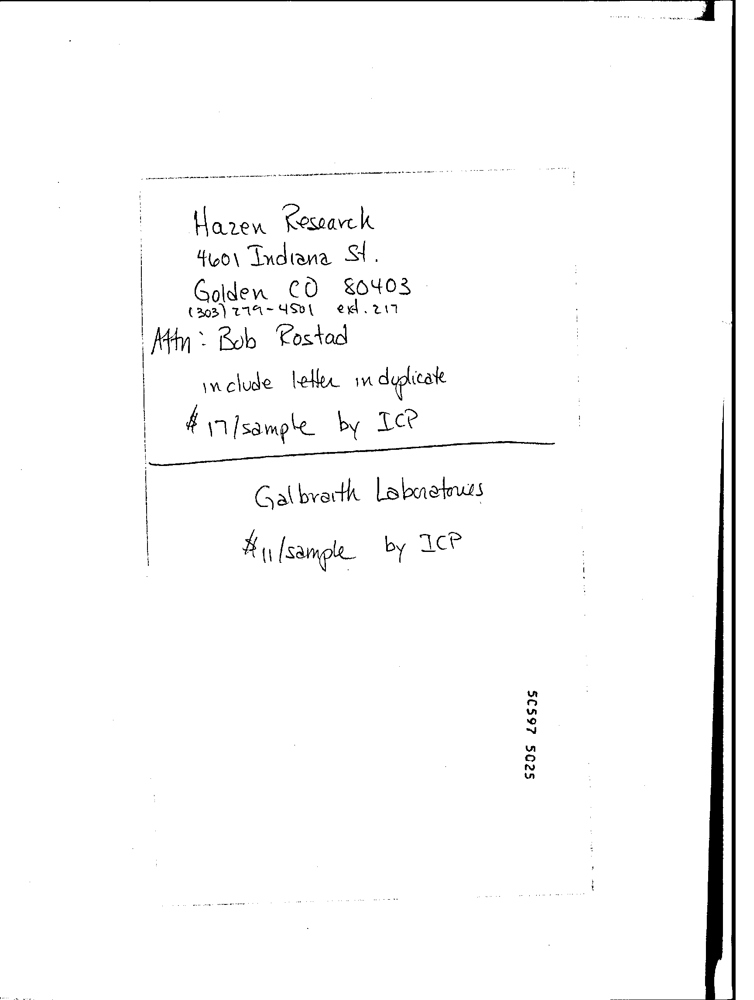 Hazen Research
4601 Indiana St.
Golden CO 80403
(303) 279-4501 ext. 217
Attn: Bob Rostad
include letter in duplicate
$17/sample by ICP
Galbraith Laboratories
$11/sample by ICP
50597 5025